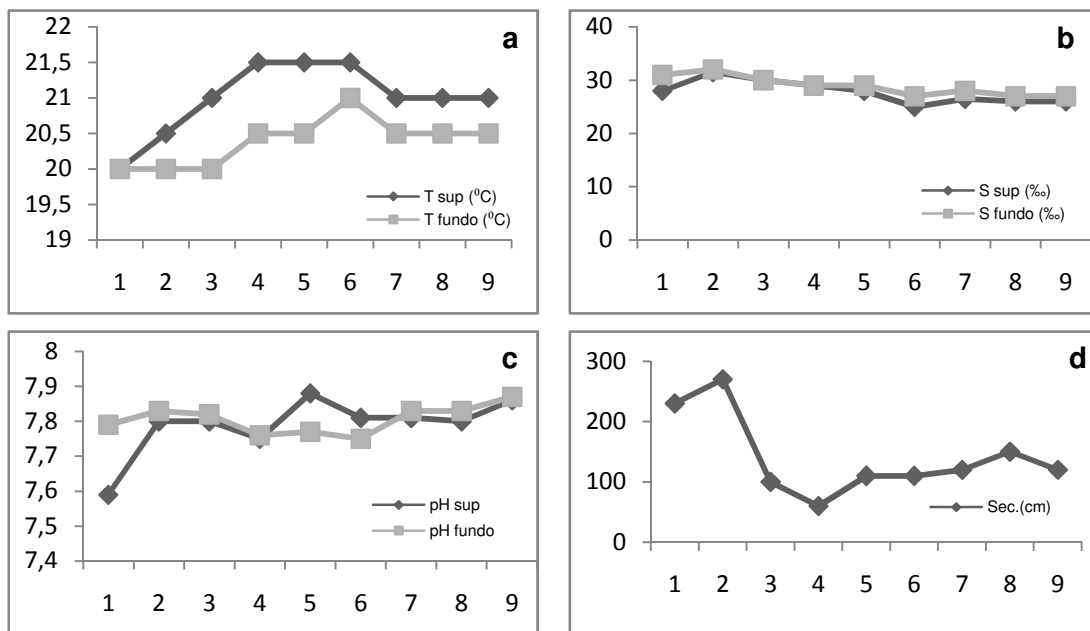 a
22
21,5
21
20,5
20
19,5
19
T sup (⁰C)
T fundo (⁰C)
1 2 3 4 5 6 7 8 9
b
40
30
20
10
0
S sup (‰)
S fundo (‰)
1 2 3 4 5 6 7 8 9
c
8
7,9
7,8
7,7
7,6
7,5
7,4
pH sup
pH fundo
1 2 3 4 5 6 7 8 9
d
300
200
100
0
Sec.(cm)
1 2 3 4 5 6 7 8 9